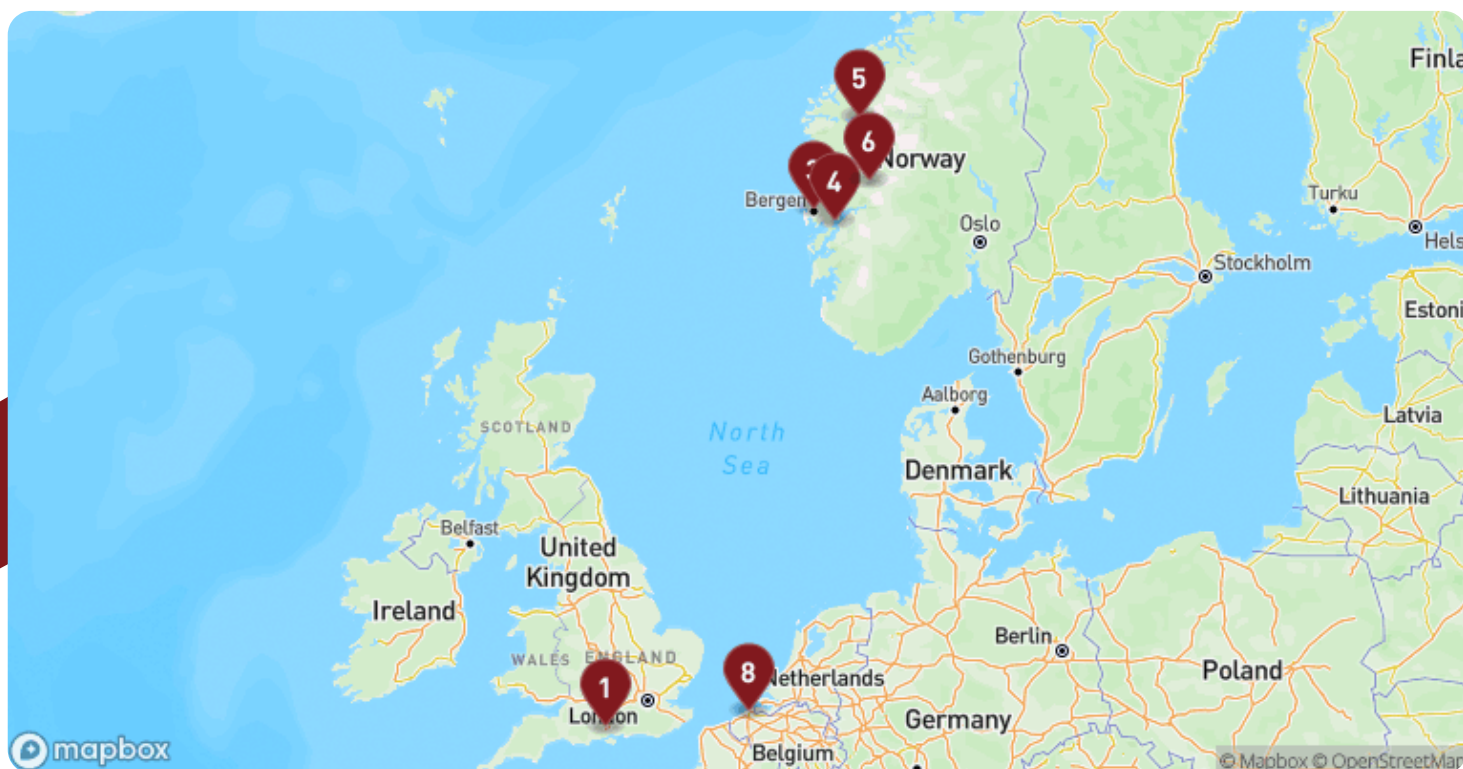 Finla
5
6
Norway
3
4
Bergen
Turku
Oslo
Hels
Stockholm
Estoni
Gothenburg
Aalborg
Latvia
SCOTLAND
North
Sea
Denmark
Lithuania
Belfast
United
Kingdom
Ireland
Berlin
WALES
ENGLAND
8
Netherlands
Poland
1
London
Germany
Belgium
mapbox
© Mapbox © OpenStreetMap